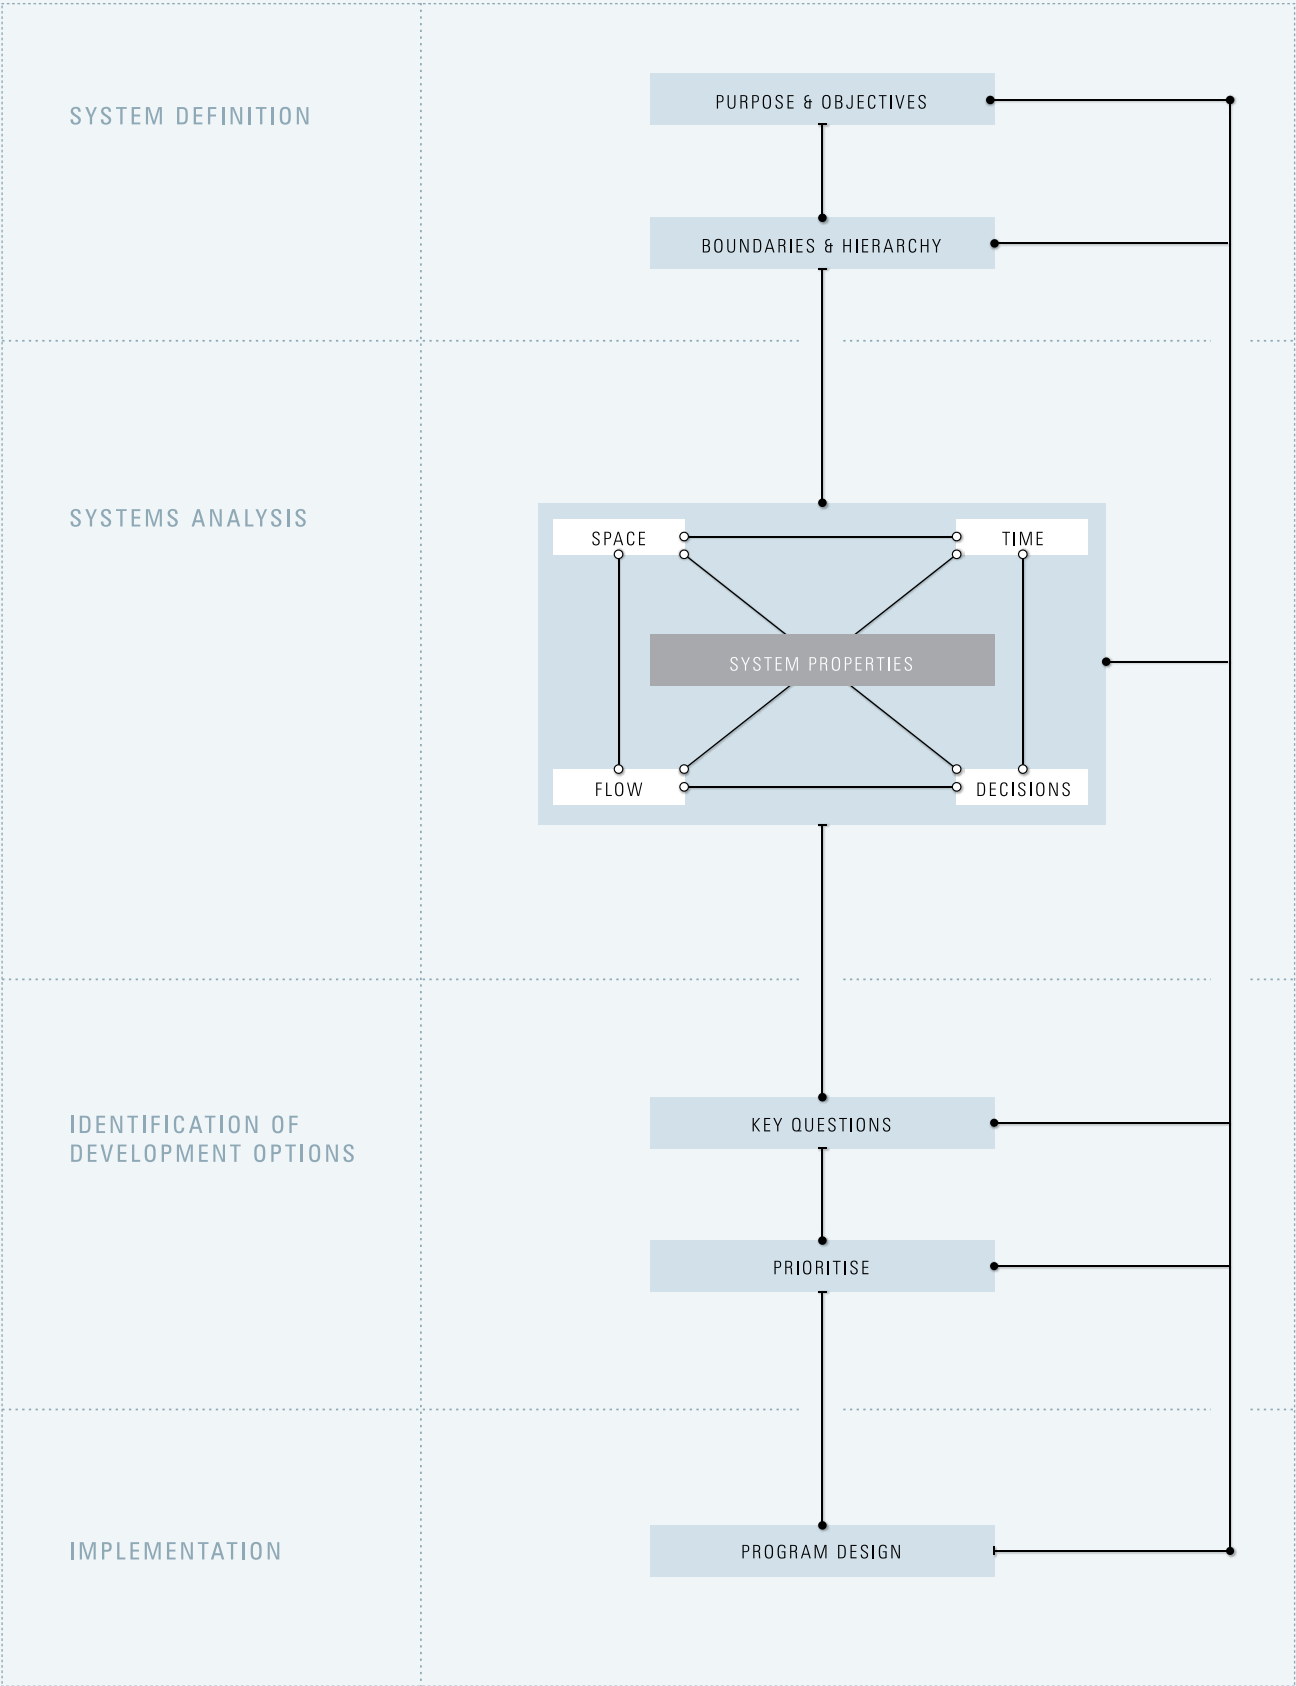 SYSTEM DEFINITION
PURPOSE & OBJECTIVES
BOUNDARIES & HIERARCHY
SYSTEMS ANALYSIS
SPACE
TIME
SYSTEM PROPERTIES
FLOW
DECISIONS
IDENTIFICATION OF
DEVELOPMENT OPTIONS
KEY QUESTIONS
PRIORITISE
IMPLEMENTATION
PROGRAM DESIGN